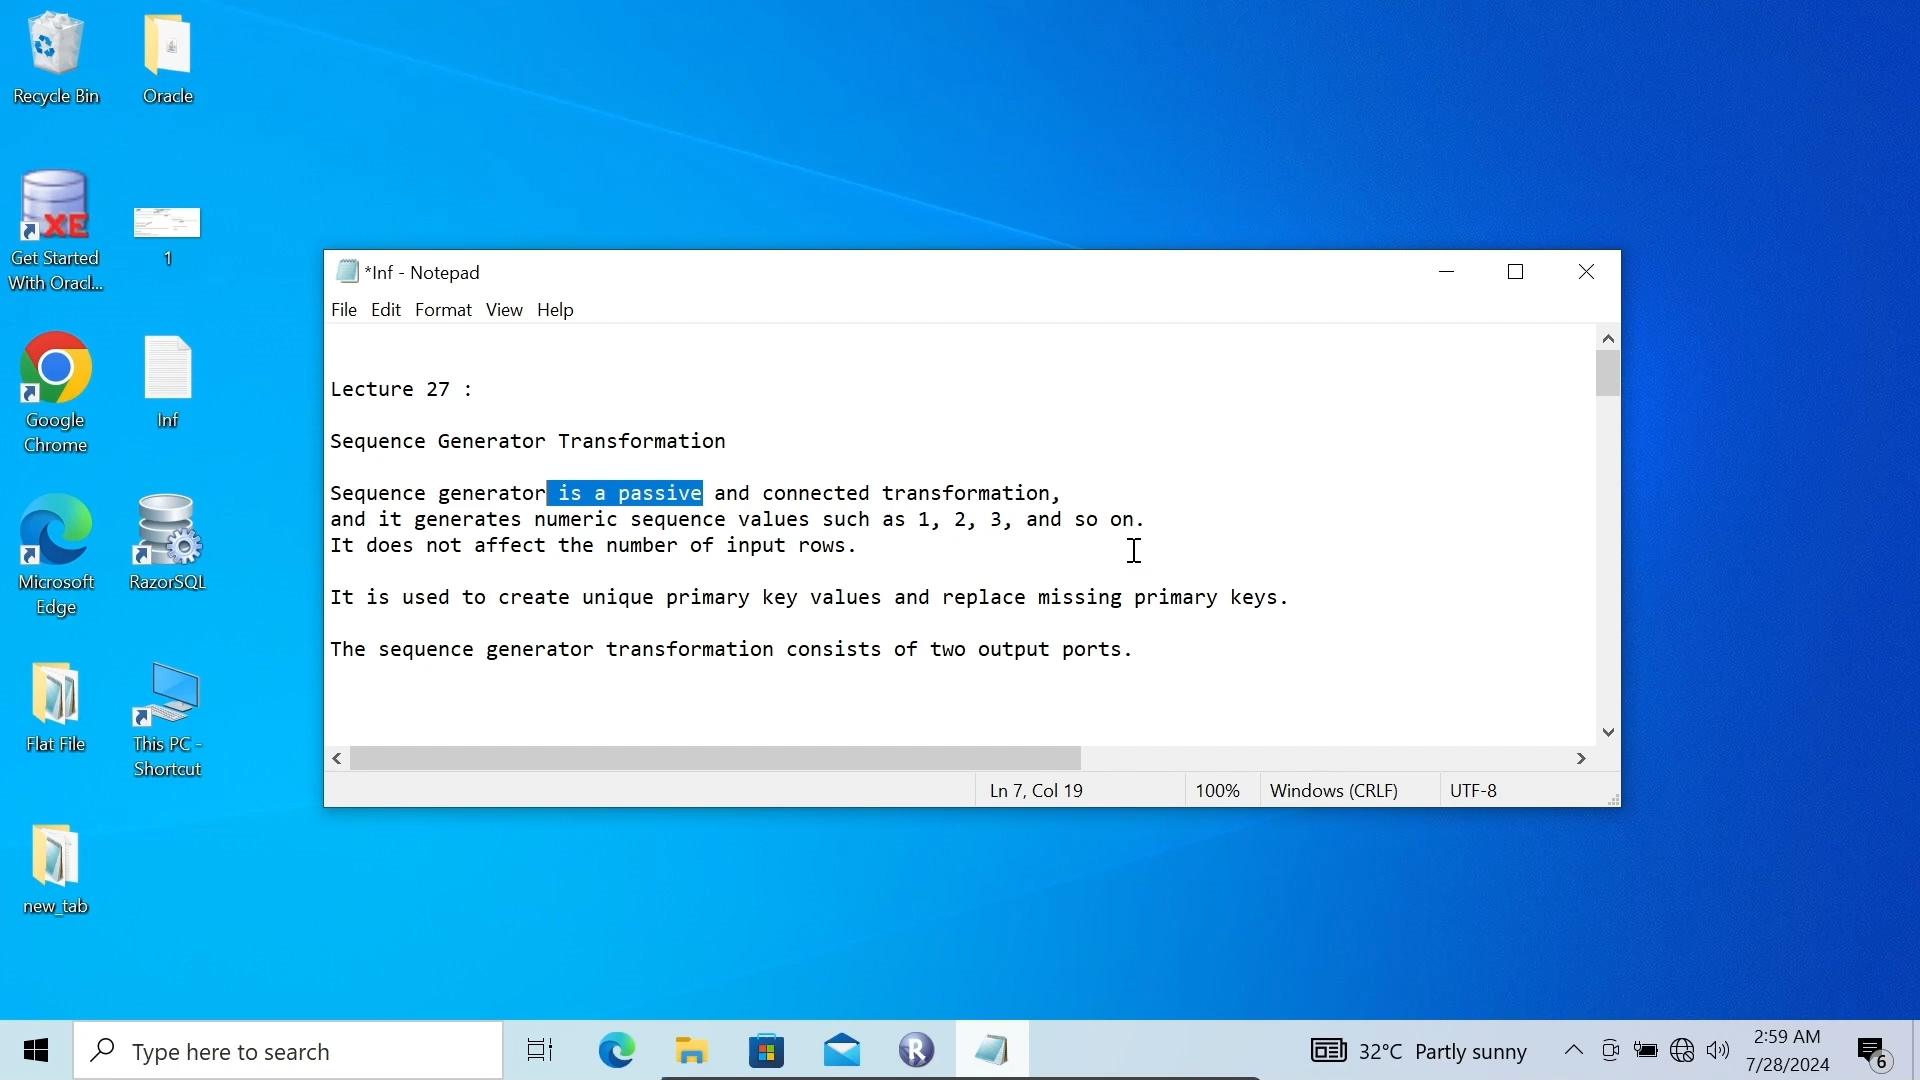 Recycle Bin
Oracle
Get Started
With Oracl...
XE
1
Google
Chrome
Inf
Microsoft
Edge
RazorSQL
Flat File
This PC -
Shortcut
new_tab
*Inf - Notepad
File Edit Format View Help
Lecture 27 :
Sequence Generator Transformation
Sequence generator is a passive and connected transformation,
and it generates numeric sequence values such as 1, 2, 3, and so on.
It does not affect the number of input rows.
It is used to create unique primary key values and replace missing primary keys.
The sequence generator transformation consists of two output ports.
Ln 7, Col 19
100%
Windows (CRLF)
UTF-8
Type here to search
R
32°C Partly sunny
2:59 AM
7/28/2024
6